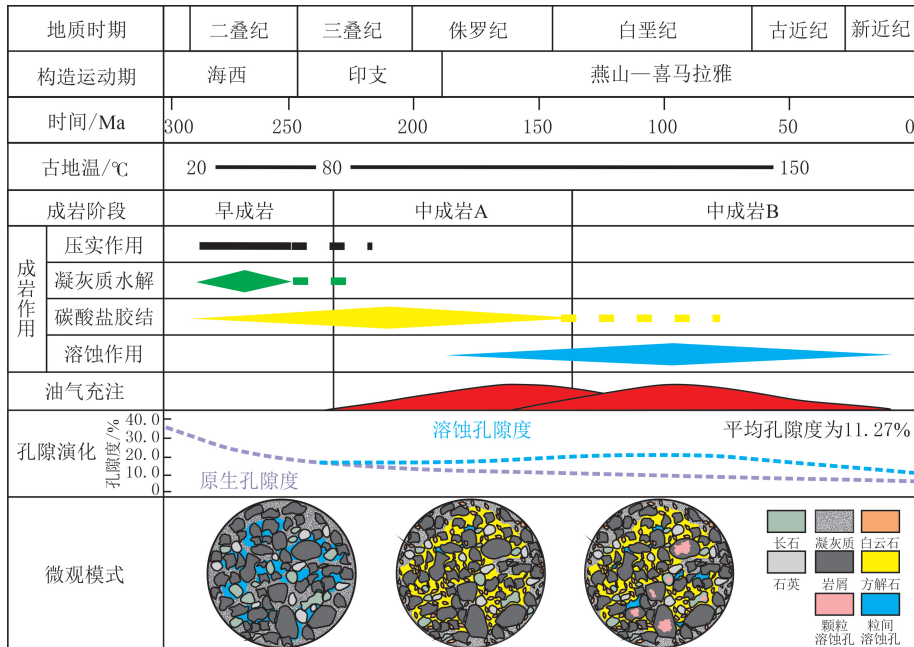 地质时期 二叠纪 三叠纪 侏罗纪 白垩纪 古近纪 新近纪
构造运动期 海西 印支 燕山—喜马拉雅
时间/Ma 300 250 200 150 100 50 0
古地温/℃ 20 80 150
成岩阶段 早成岩 中成岩A 中成岩B
成岩作用
压实作用
凝灰质水解
碳酸盐胶结
溶蚀作用
油气充注
孔隙演化
孔隙度/%
40.0
30.0
20.0
10.0
0.0
溶蚀孔隙度 平均孔隙度为11.27%
原生孔隙度
微观模式
长石 凝灰质 白云石
石英 岩屑 方解石
颗粒 粒间
溶蚀孔 溶蚀孔